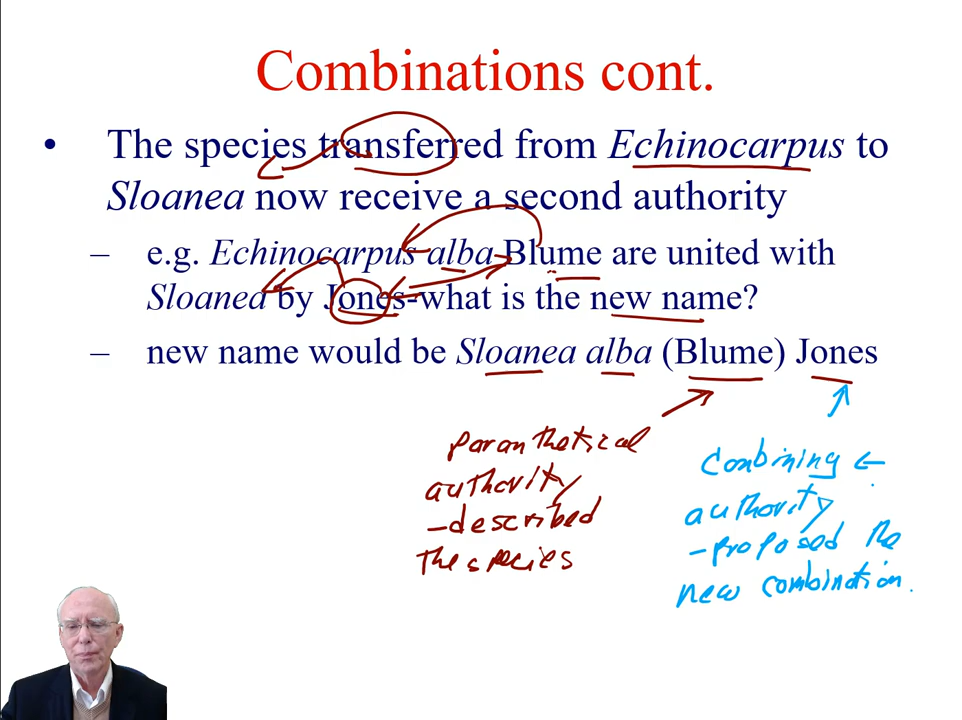 Combinations cont.
• The species transferred from Echinocarpus to
Sloanea now receive a second authority
– e.g. Echinocarpus alba Blume are united with
Sloanea by Jones-what is the new name?
– new name would be Sloanea alba (Blume) Jones
paranthetical
authority
-described
the species
Combining ←
authority
-proposed the
new combination.